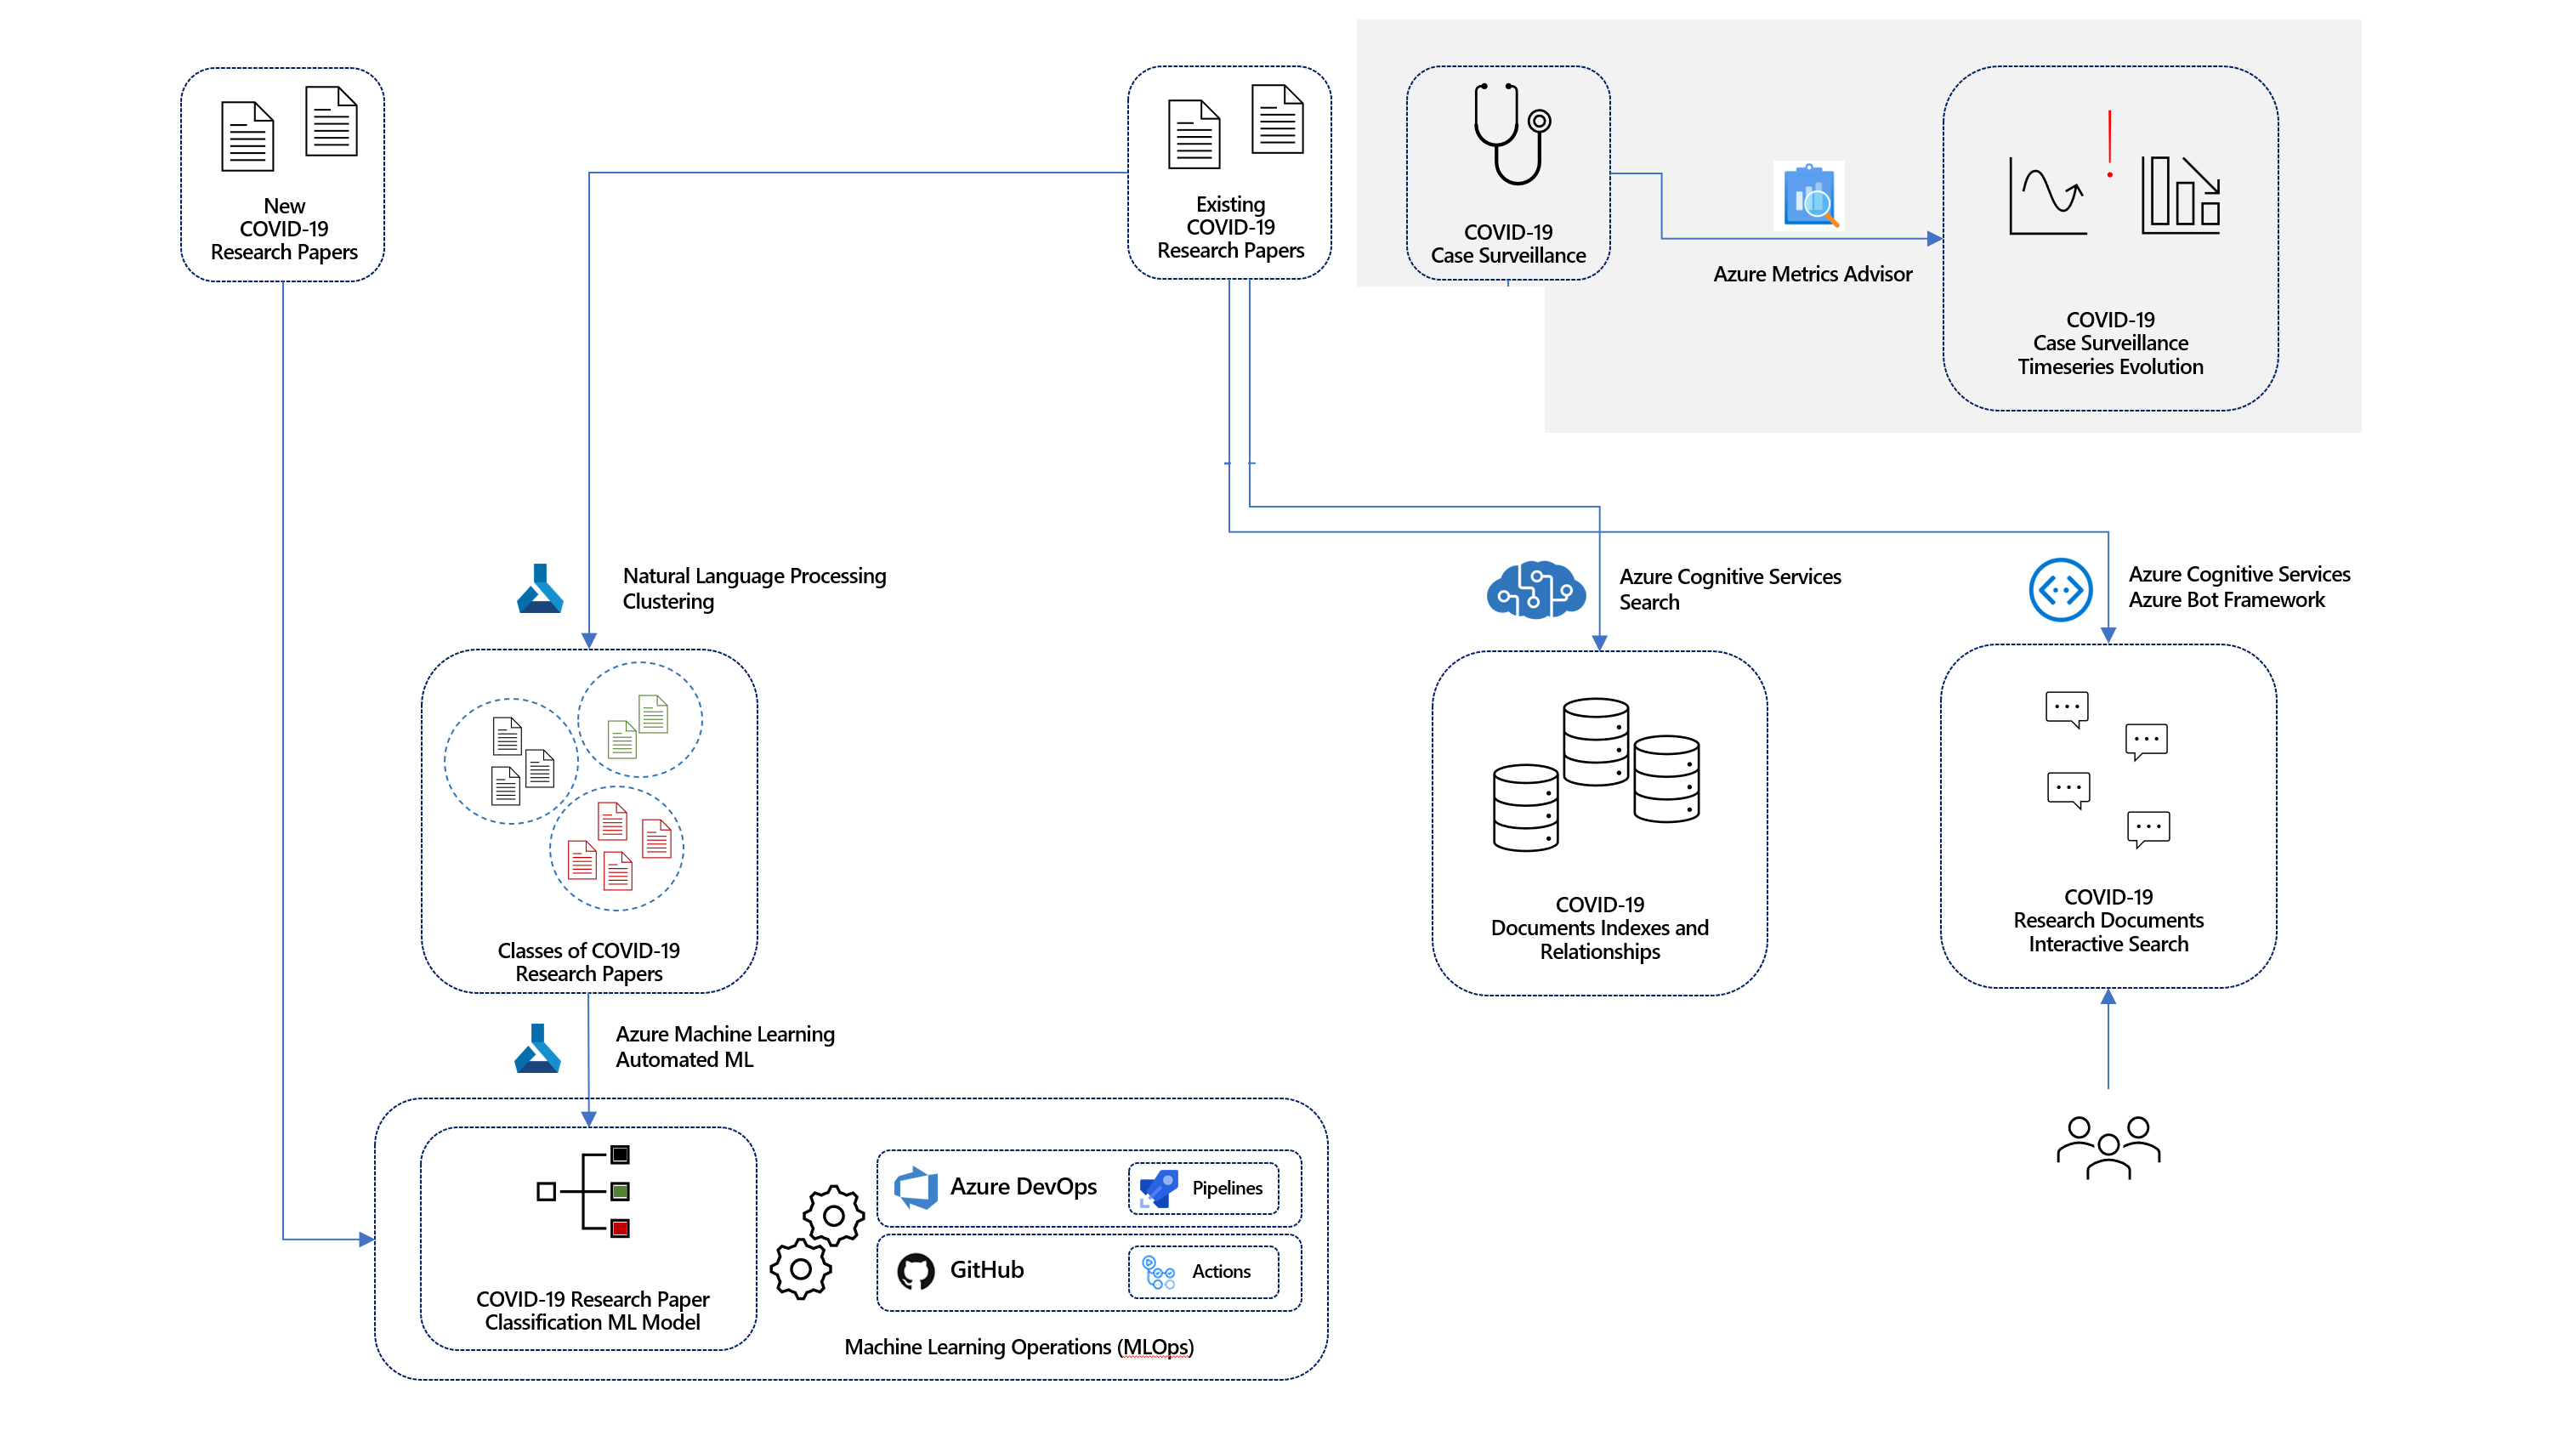 New
COVID-19
Research Papers
Existing
COVID-19
Research Papers
COVID-19
Case Surveillance
Azure Metrics Advisor
COVID-19
Case Surveillance
Timeseries Evolution
Natural Language Processing
Clustering
Azure Cognitive Services
Search
Azure Cognitive Services
Azure Bot Framework
Classes of COVID-19
Research Papers
COVID-19
Documents Indexes and
Relationships
COVID-19
Research Documents
Interactive Search
Azure Machine Learning
Automated ML
COVID-19 Research Paper
Classification ML Model
Azure DevOps
Pipelines
GitHub
Actions
Machine Learning Operations (MLOps)